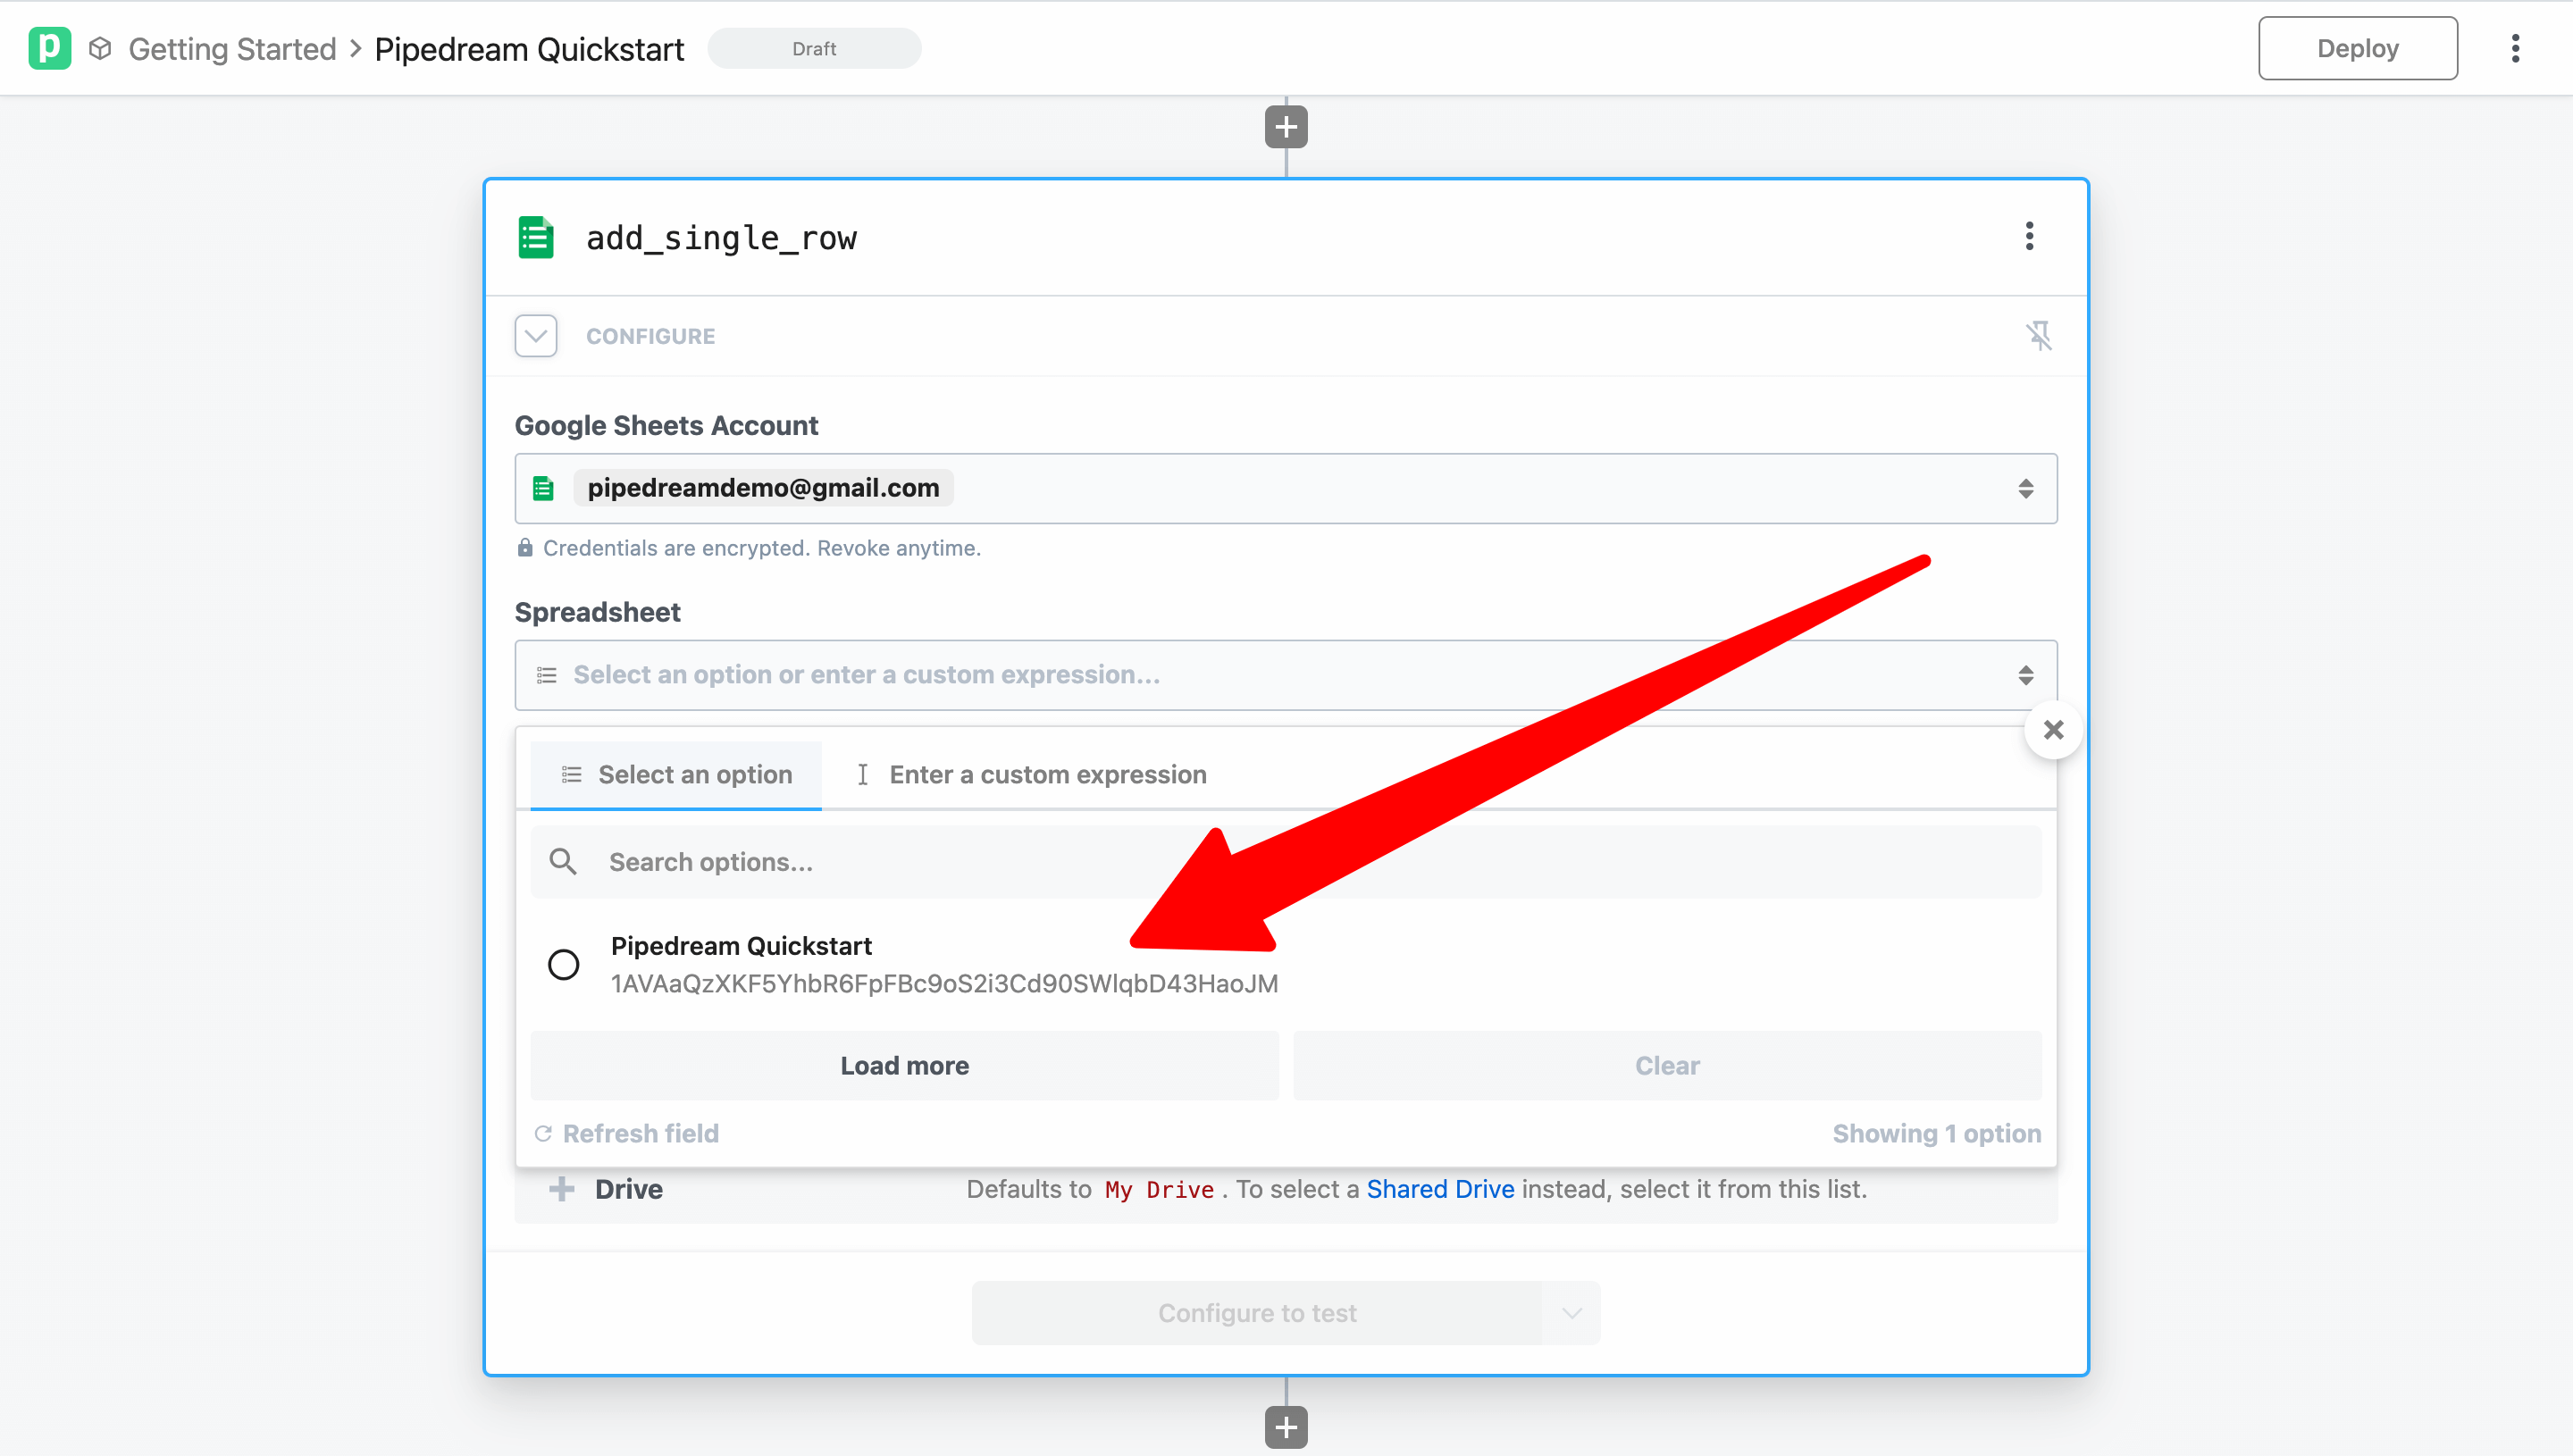 p Getting Started > Pipedream Quickstart Draft Deploy
add_single_row
CONFIGURE
Google Sheets Account
pipedreamdemo@gmail.com
Credentials are encrypted. Revoke anytime.
Spreadsheet
Select an option or enter a custom expression...
Select an option Enter a custom expression
Search options...
Pipedream Quickstart
1AVAaQzXKF5YhbR6FpFBc9oS2i3Cd90SWlqbD43HaoJM
Load more Clear
Refresh field Showing 1 option
Drive Defaults to My Drive . To select a Shared Drive instead, select it from this list.
Configure to test